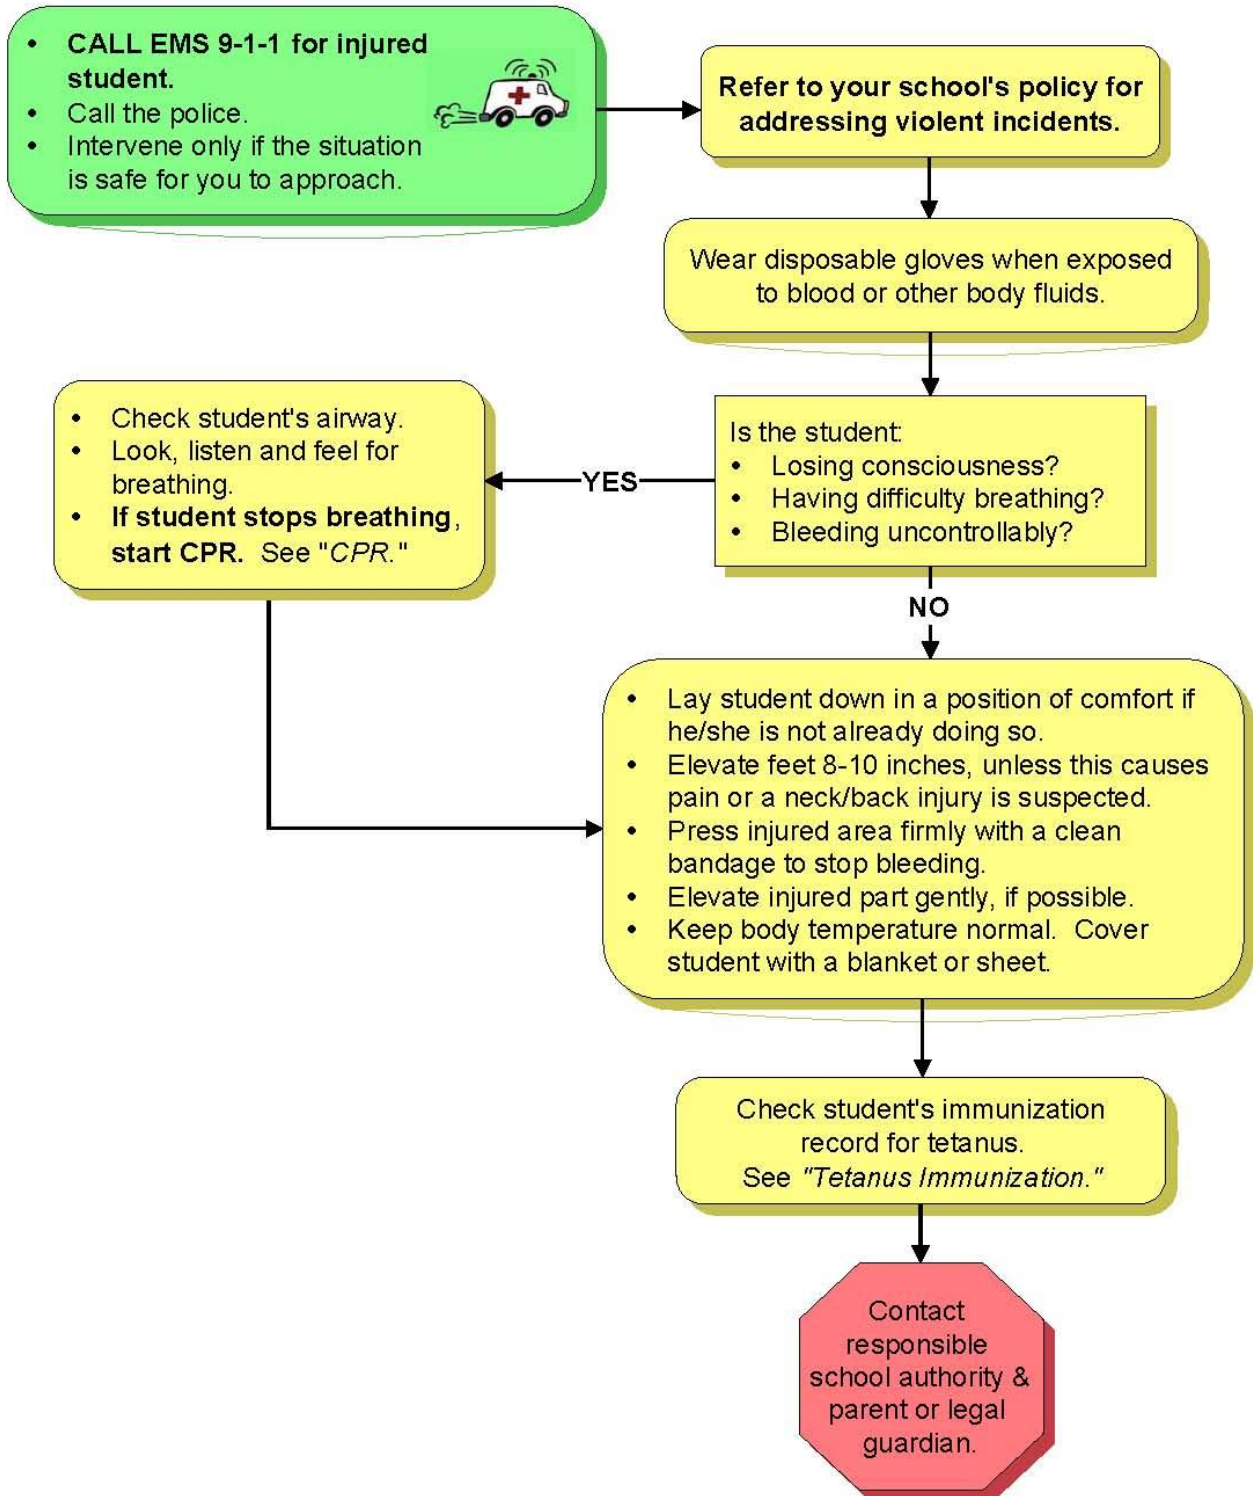 • CALL EMS 9-1-1 for injured
student.
• Call the police.
• Intervene only if the situation
is safe for you to approach.
Refer to your school's policy for
addressing violent incidents.
Wear disposable gloves when exposed
to blood or other body fluids.
Is the student:
• Losing consciousness?
• Having difficulty breathing?
• Bleeding uncontrollably?
YES
• Check student's airway.
• Look, listen and feel for
breathing.
• If student stops breathing,
start CPR. See "CPR."
NO
• Lay student down in a position of comfort if
he/she is not already doing so.
• Elevate feet 8-10 inches, unless this causes
pain or a neck/back injury is suspected.
• Press injured area firmly with a clean
bandage to stop bleeding.
• Elevate injured part gently, if possible.
• Keep body temperature normal. Cover
student with a blanket or sheet.
Check student's immunization
record for tetanus.
See "Tetanus Immunization."
Contact
responsible
school authority &
parent or legal
guardian.